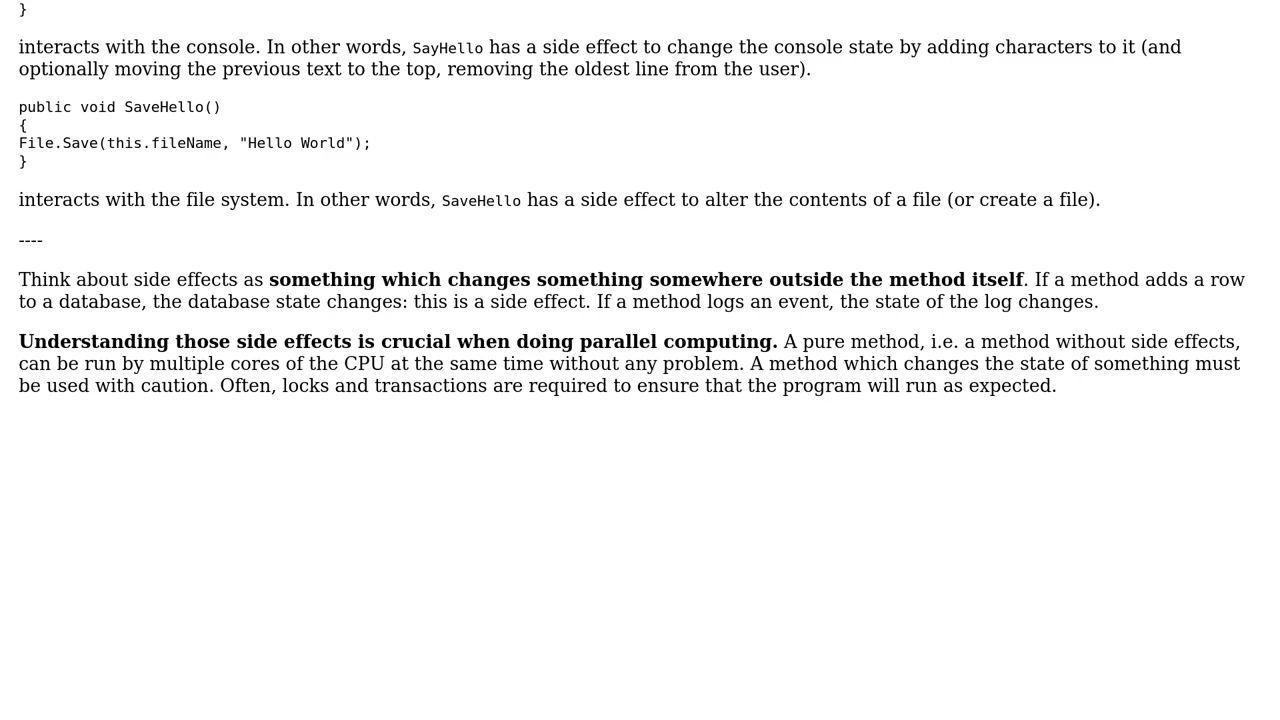 }
interacts with the console. In other words, SayHello has a side effect to change the console state by adding characters to it (and
optionally moving the previous text to the top, removing the oldest line from the user).
public void SaveHello()
{
File.Save(this.fileName, "Hello World");
}
interacts with the file system. In other words, SaveHello has a side effect to alter the contents of a file (or create a file).
----
Think about side effects as something which changes something somewhere outside the method itself. If a method adds a row
to a database, the database state changes: this is a side effect. If a method logs an event, the state of the log changes.
Understanding those side effects is crucial when doing parallel computing. A pure method, i.e. a method without side effects,
can be run by multiple cores of the CPU at the same time without any problem. A method which changes the state of something must
be used with caution. Often, locks and transactions are required to ensure that the program will run as expected.